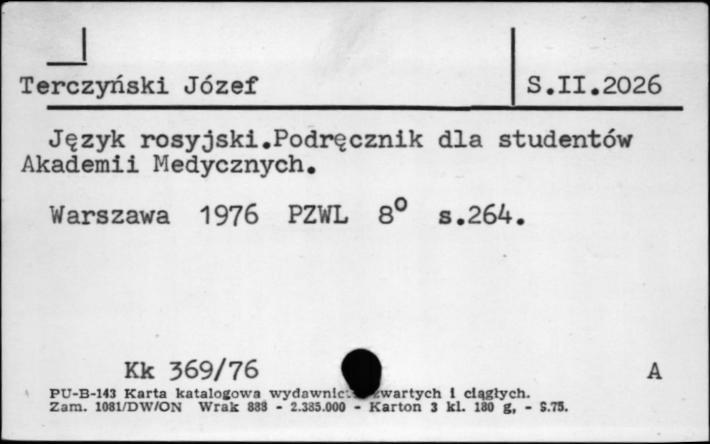 Terczyński Józef S.II.2026
Język rosyjski.Podręcznik dla studentów
Akademii Medycznych.
Warszawa 1976 PZWL 8° s.264.
Kk 369/76 A
PU-B-143 Karta katalogowa wydawnic zwartych i ciągłych.
Zam. 1081/DW/ON Wrak 888 - 2.385.000 - Karton 3 kl. 180 g, - S.75.